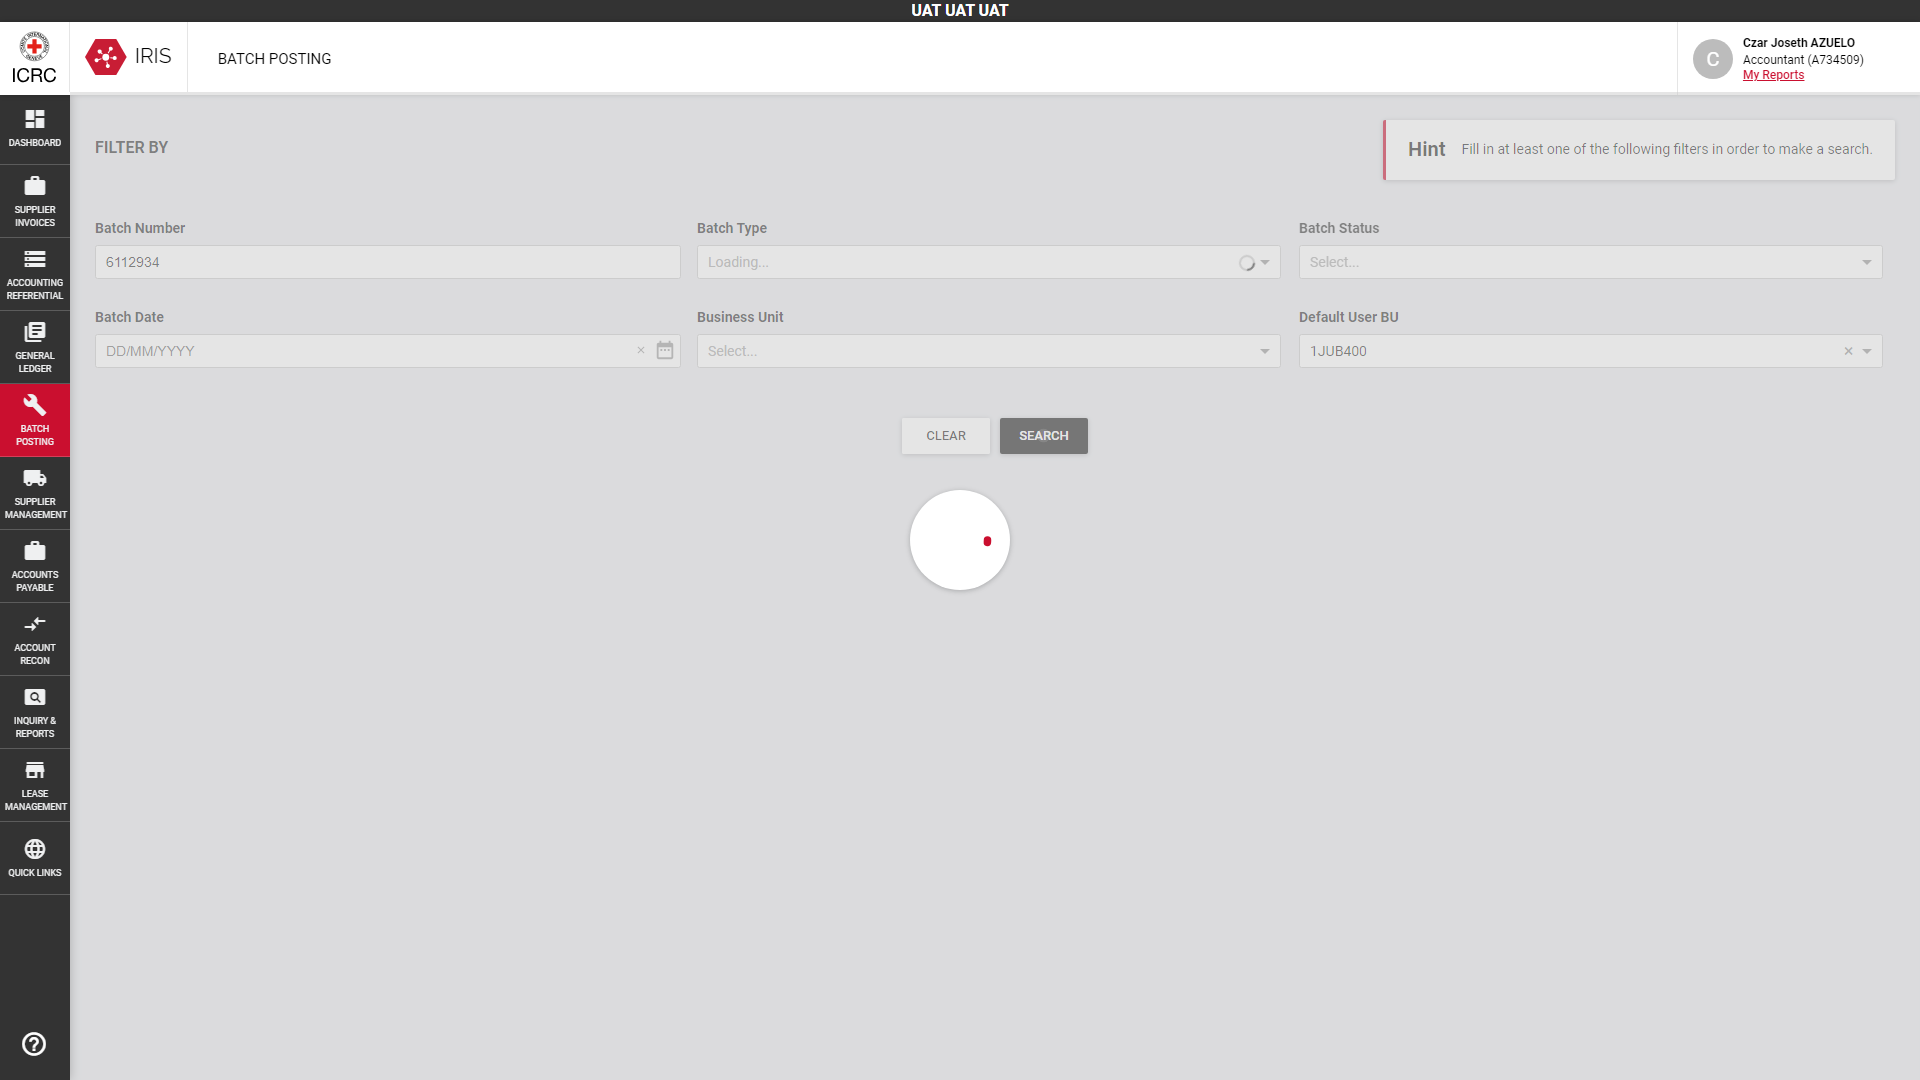 UAT UAT UAT
ICRC
IRIS
BATCH POSTING
C
Czar Joseth AZUELO
Accountant (A734509)
My Reports
DASHBOARD
SUPPLIER
INVOICES
ACCOUNTING
REFERENTIAL
GENERAL
LEDGER
BATCH
POSTING
SUPPLIER
MANAGEMENT
ACCOUNTS
PAYABLE
ACCOUNT
RECON
INQUIRY &
REPORTS
LEASE
MANAGEMENT
QUICK LINKS
FILTER BY
Hint Fill in at least one of the following filters in order to make a search.
Batch Number
6112934
Batch Type
Loading...
Batch Status
Select...
Batch Date
DD/MM/YYYY
Business Unit
Select...
Default User BU
1JUB400
CLEAR
SEARCH